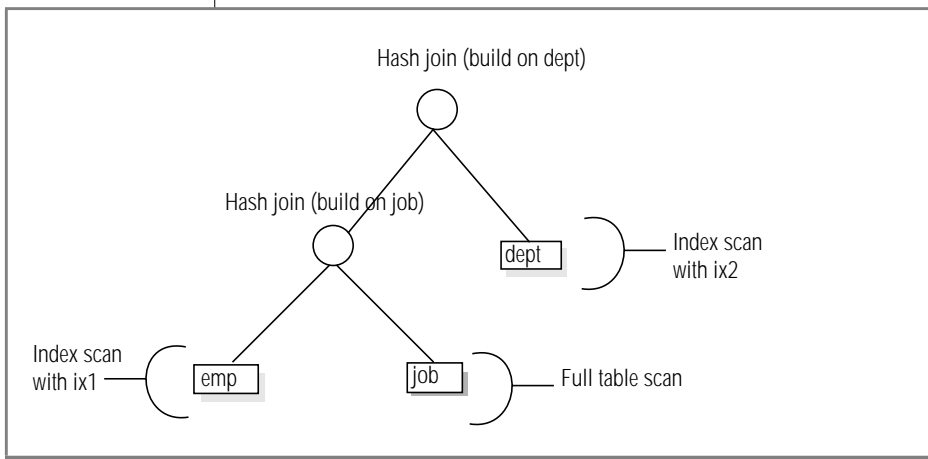 Hash join (build on dept)
Hash join (build on job)
dept
Index scan
with ix2
Index scan
with ix1
emp
job
Full table scan